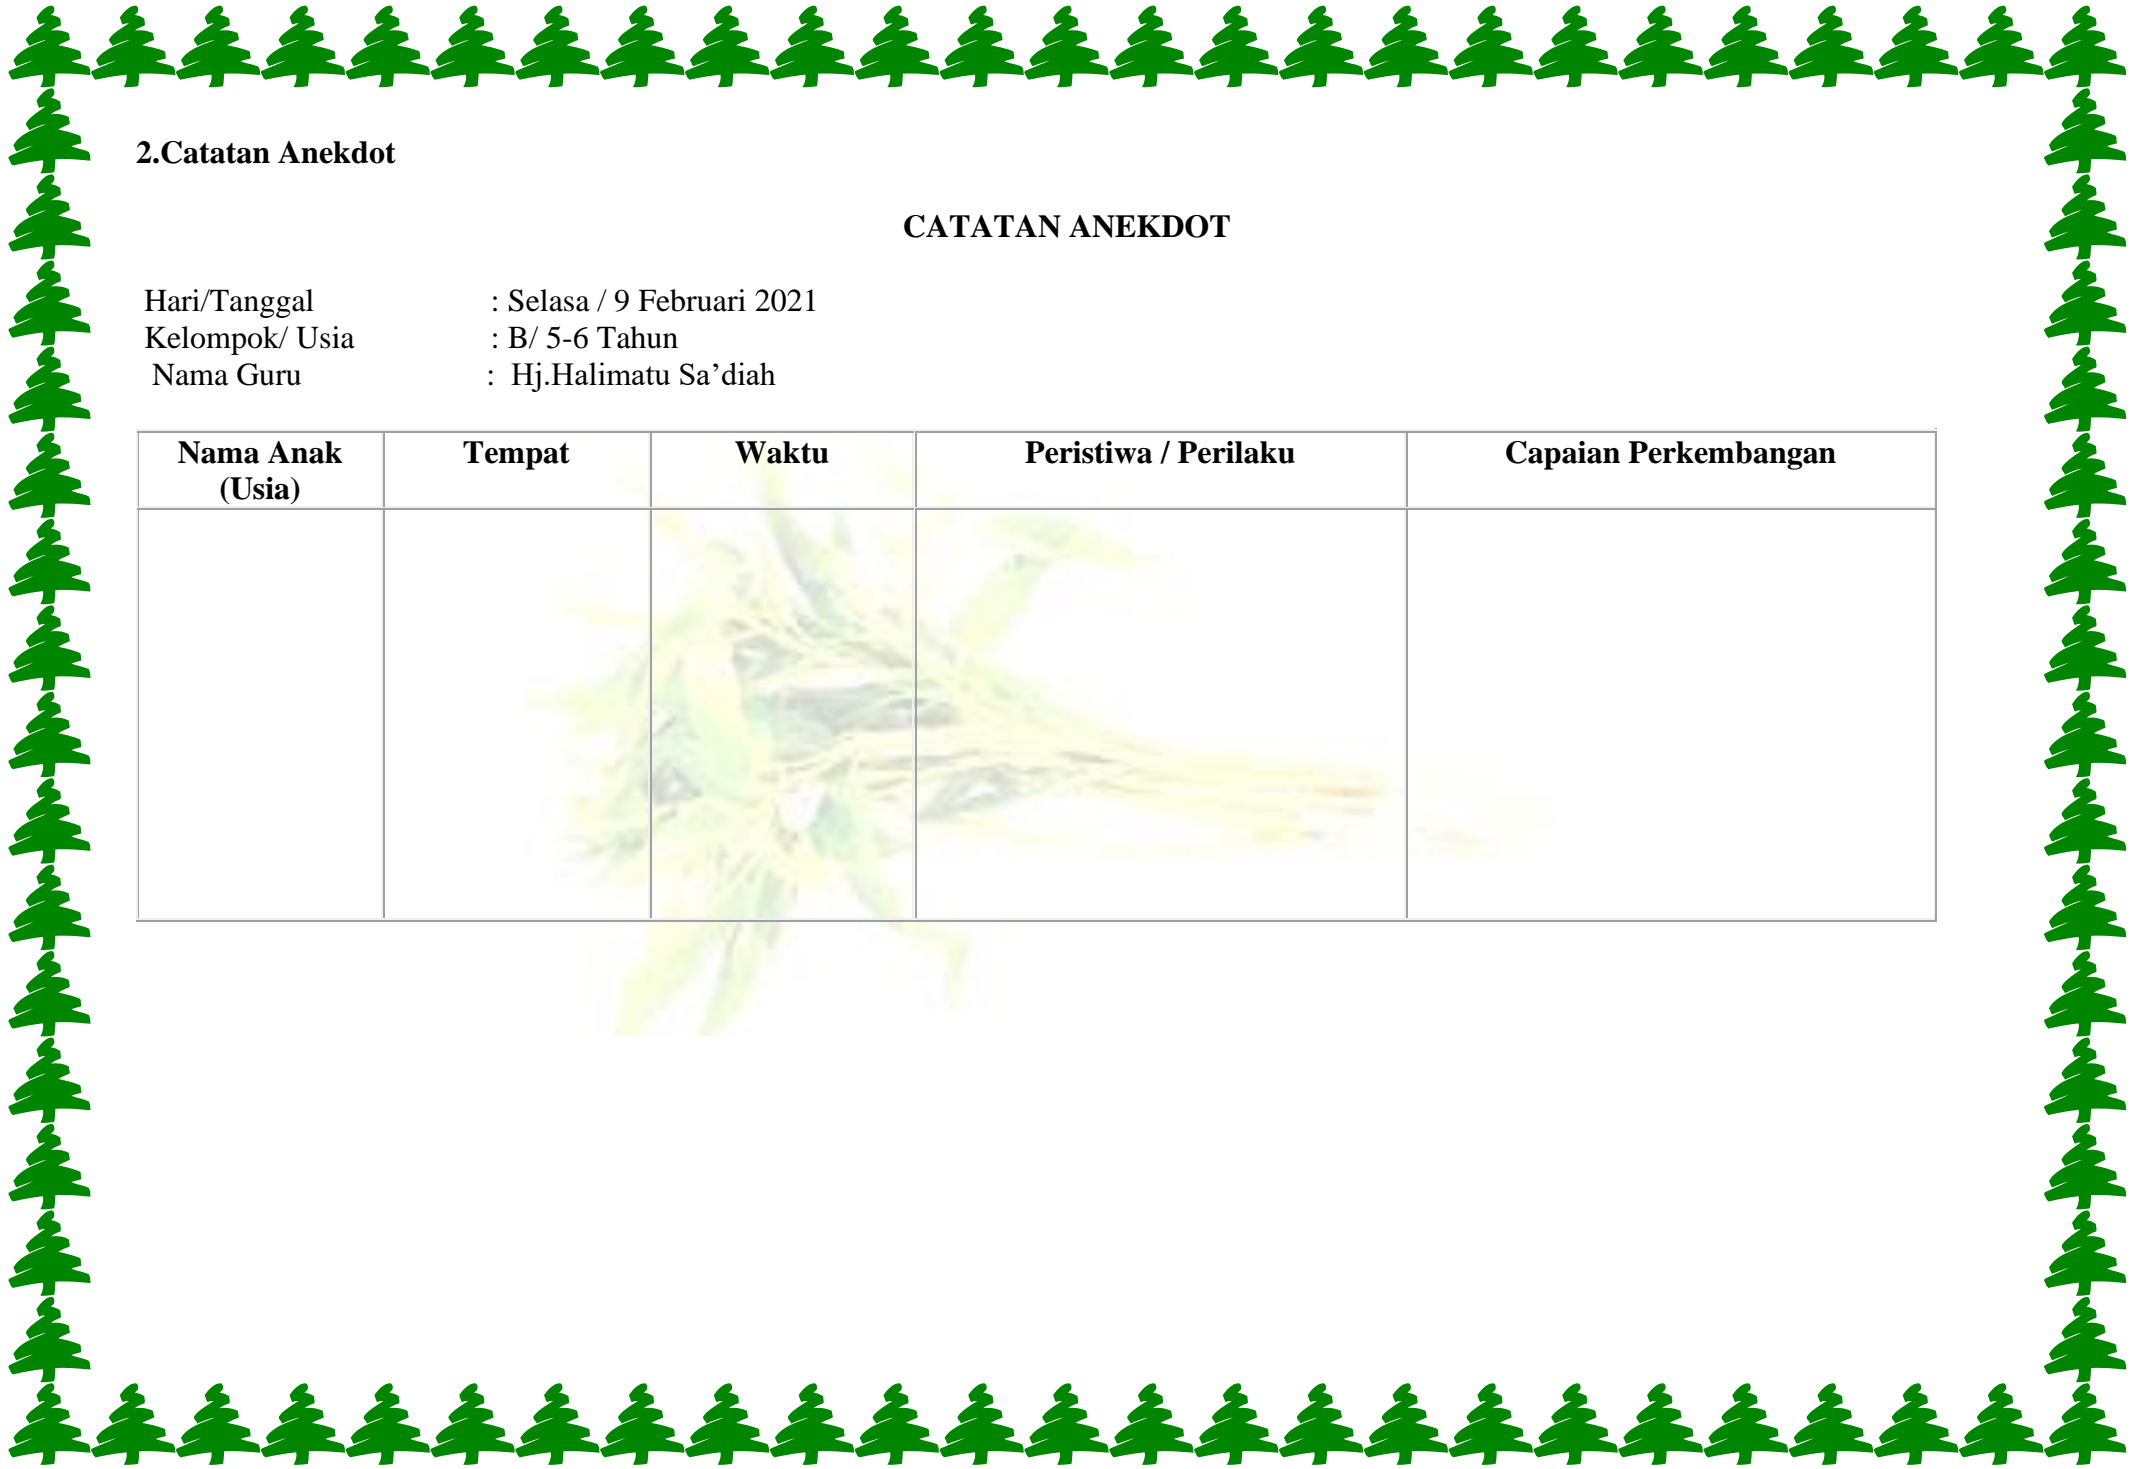 2.Catatan Anekdot
CATATAN ANEKDOT
Hari/Tanggal : Selasa / 9 Februari 2021
Kelompok/ Usia : B/ 5-6 Tahun
Nama Guru : Hj.Halimatu Sa’diah
Nama Anak (Usia) Tempat Waktu Peristiwa / Perilaku Capaian Perkembangan